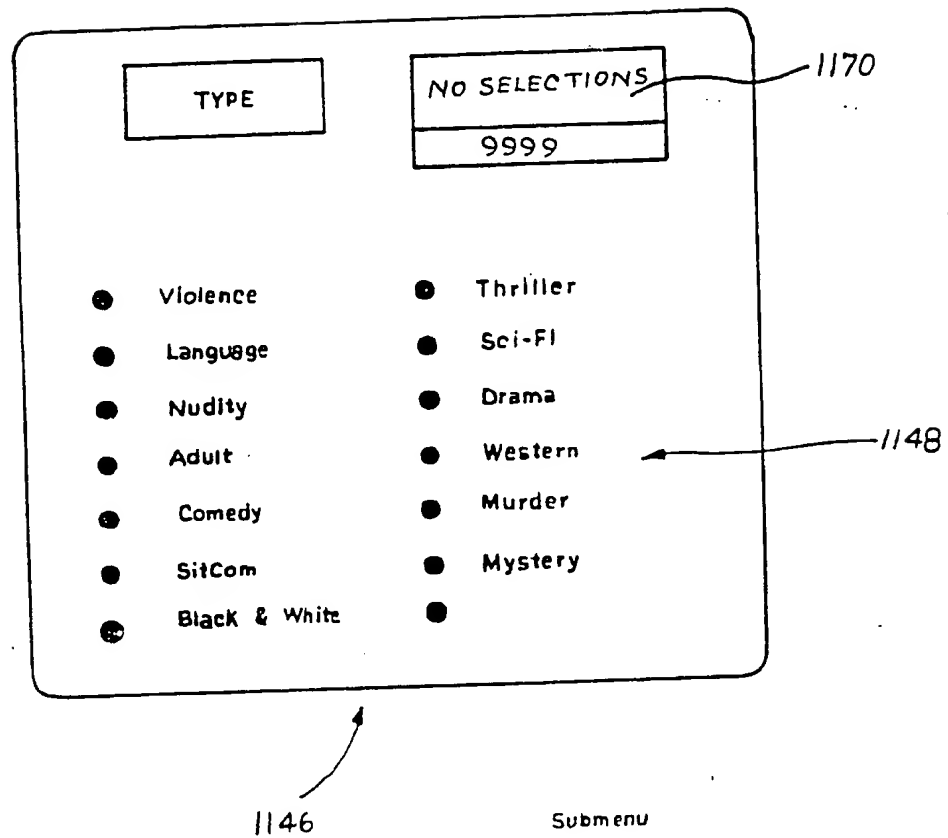 TYPE
NO SELECTIONS
9999
1170
Violence
Language
Nudity
Adult
Comedy
SitCom
Black & White
Thriller
Sci-Fi
Drama
Western
Murder
Mystery
1148
1146
Submenu